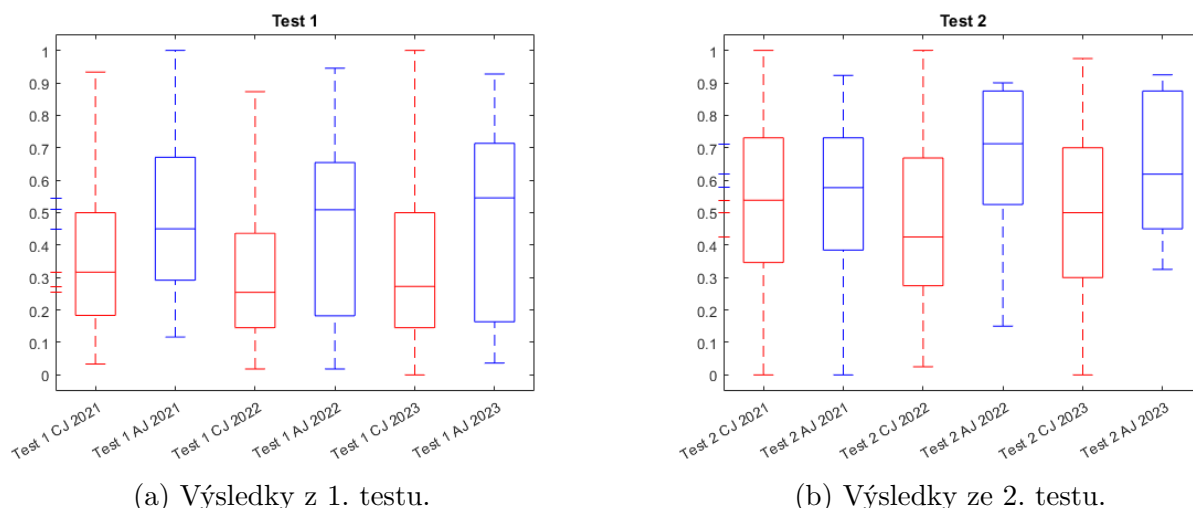 Test 1
1
0.9
0.8
0.7
0.6
0.5
0.4
0.3
0.2
0.1
0
Test 1 CJ 2021
Test 1 AJ 2021
Test 1 CJ 2022
Test 1 AJ 2022
Test 1 CJ 2023
Test 1 AJ 2023
(a) Výsledky z 1. testu.
Test 2
1
0.9
0.8
0.7
0.6
0.5
0.4
0.3
0.2
0.1
0
Test 2 CJ 2021
Test 2 AJ 2021
Test 2 CJ 2022
Test 2 AJ 2022
Test 2 CJ 2023
Test 2 AJ 2023
(b) Výsledky ze 2. testu.